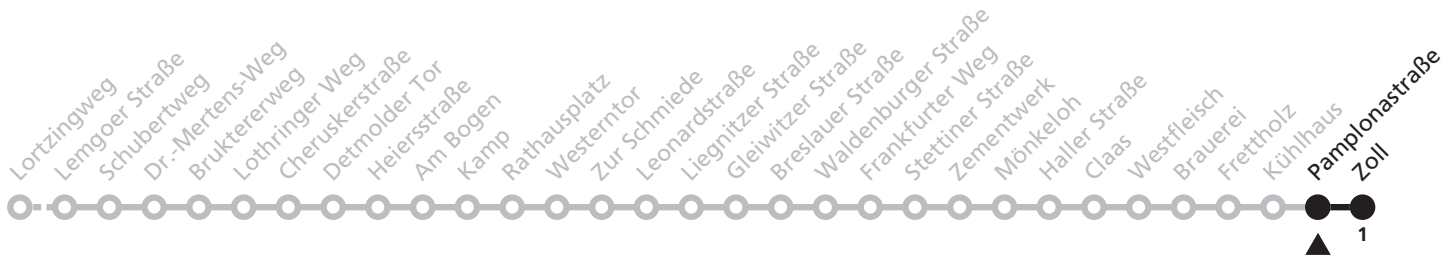 Lortzingweg
Lemgoer Straße
Schubertweg
Dr.-Mertens-Weg
Bruktererweg
Lothringer Weg
Cheruskerstraße
Detmolder Tor
Heiersstraße
Am Bogen
Kamp
Rathausplatz
Westerntor
Zur Schmiede
Leonardstraße
Liegnitzer Straße
Gleiwitzer Straße
Breslauer Straße
Waldenburger Straße
Frankfurter Weg
Stettiner Straße
Zementwerk
Mönkeloh
Haller Straße
Claas
Westfleisch
Brauerei
Frettholz
Kühlhaus
Pamplonastraße
Zoll
1